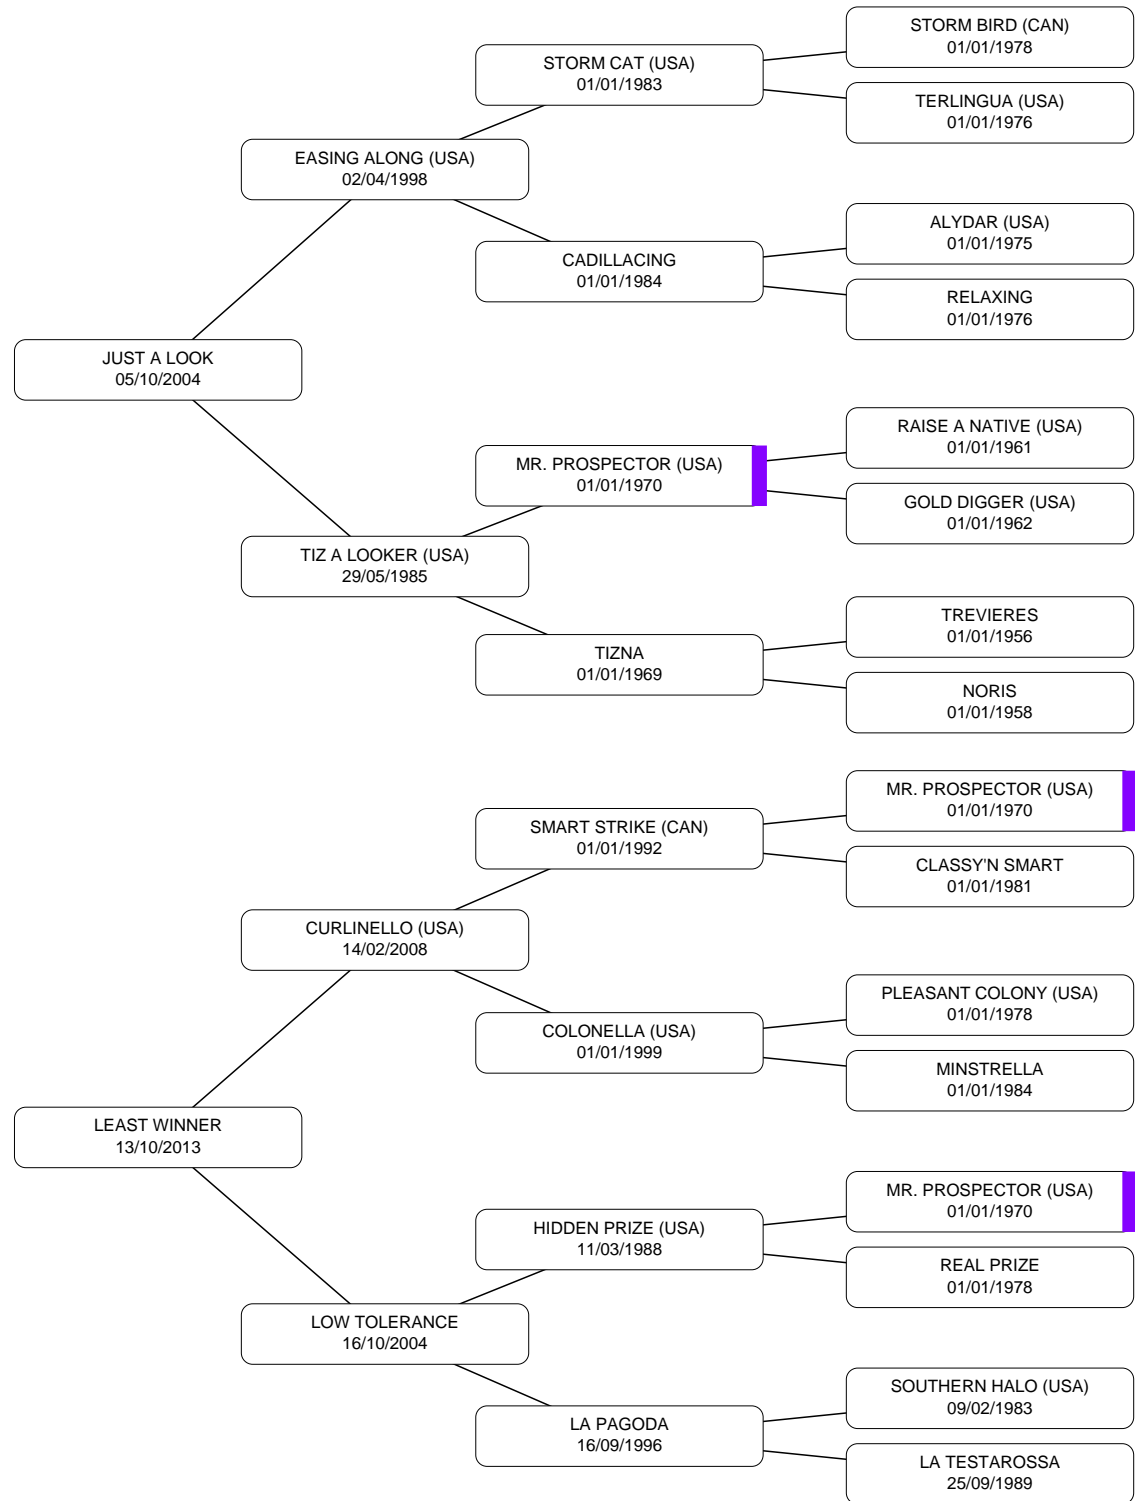 STORM BIRD (CAN)
01/01/1978
STORM CAT (USA)
01/01/1983
TERLINGUA (USA)
01/01/1976
EASING ALONG (USA)
02/04/1998
ALYDAR (USA)
01/01/1975
CADILLACING
01/01/1984
RELAXING
01/01/1976
JUST A LOOK
05/10/2004
RAISE A NATIVE (USA)
01/01/1961
MR. PROSPECTOR (USA)
01/01/1970
GOLD DIGGER (USA)
01/01/1962
TIZ A LOOKER (USA)
29/05/1985
TREVIERES
01/01/1956
TIZNA
01/01/1969
NORIS
01/01/1958
MR. PROSPECTOR (USA)
01/01/1970
SMART STRIKE (CAN)
01/01/1992
CLASSY'N SMART
01/01/1981
CURLINELLO (USA)
14/02/2008
PLEASANT COLONY (USA)
01/01/1978
COLONELLA (USA)
01/01/1999
MINSTRELLA
01/01/1984
LEAST WINNER
13/10/2013
MR. PROSPECTOR (USA)
01/01/1970
HIDDEN PRIZE (USA)
11/03/1988
REAL PRIZE
01/01/1978
LOW TOLERANCE
16/10/2004
SOUTHERN HALO (USA)
09/02/1983
LA PAGODA
16/09/1996
LA TESTAROSSA
25/09/1989